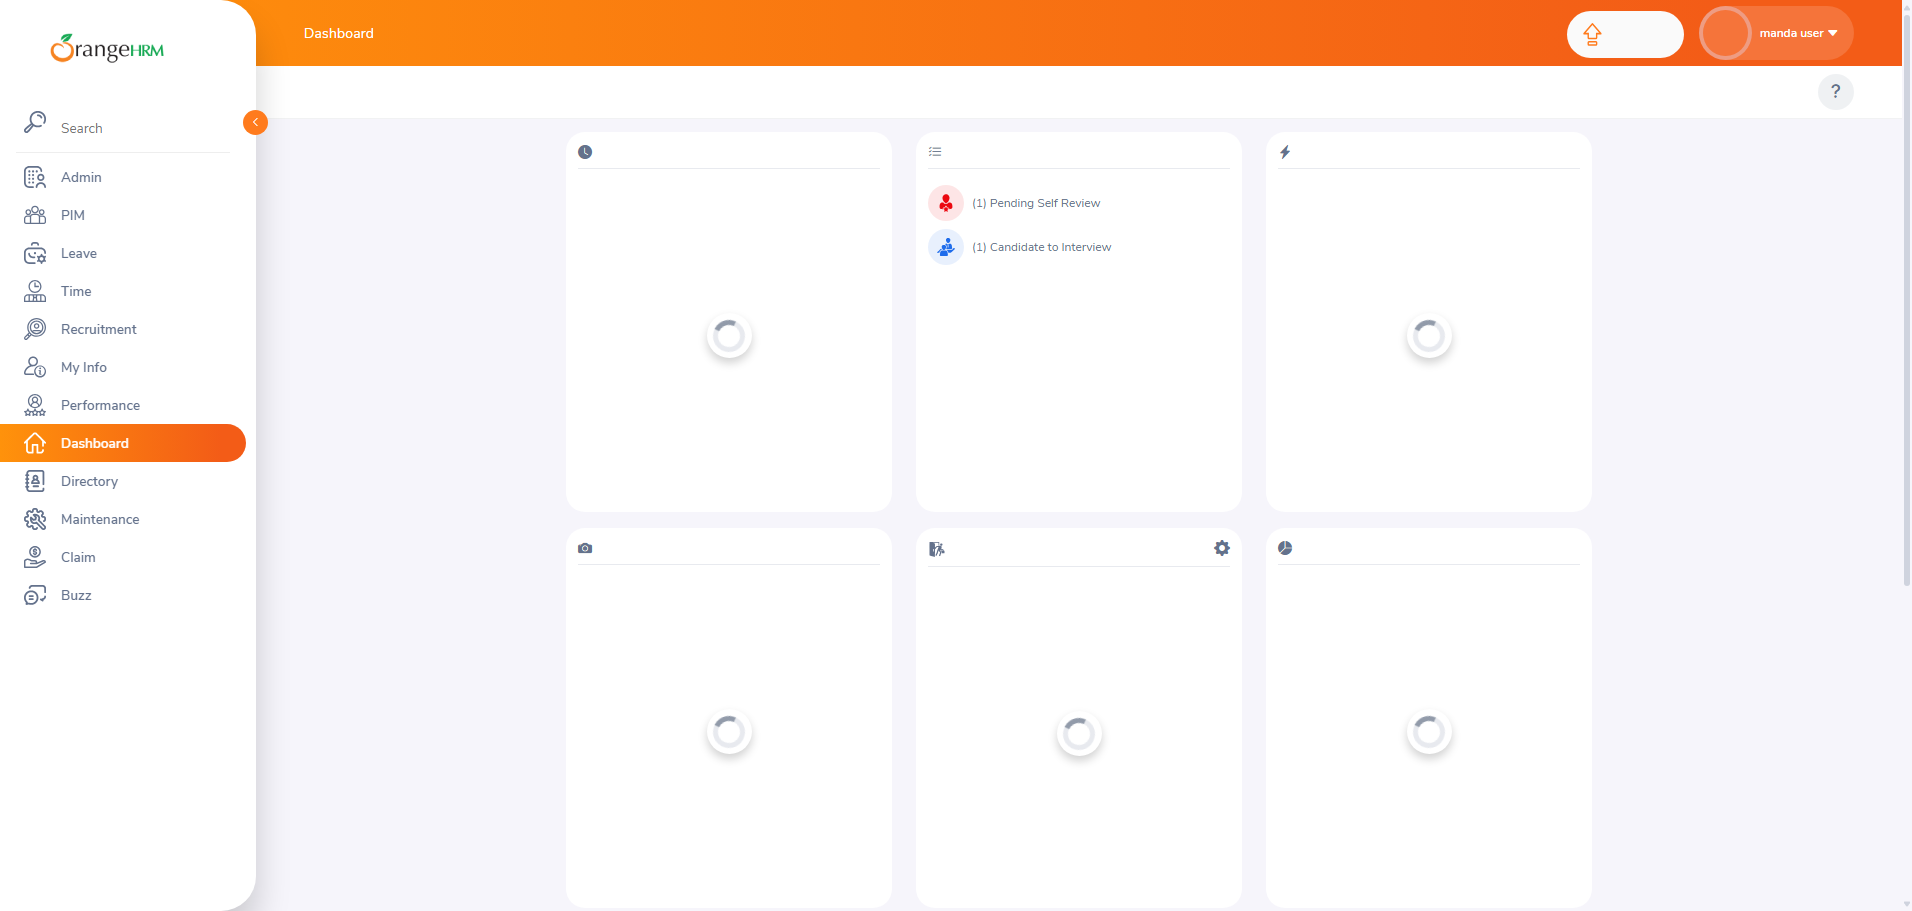 OrangeHRM
Search
Admin
PIM
Leave
Time
Recruitment
My Info
Performance
Dashboard
Directory
Maintenance
Claim
Buzz
Dashboard
manda user
?
(1) Pending Self Review
(1) Candidate to Interview